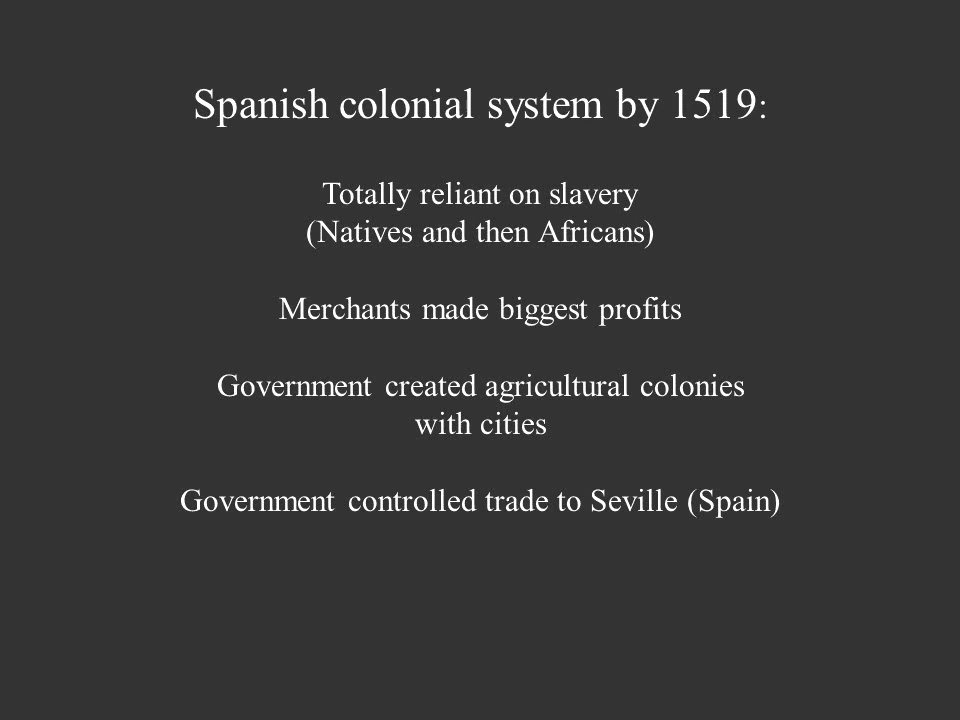 Spanish colonial system by 1519:
Totally reliant on slavery
(Natives and then Africans)
Merchants made biggest profits
Government created agricultural colonies
with cities
Government controlled trade to Seville (Spain)